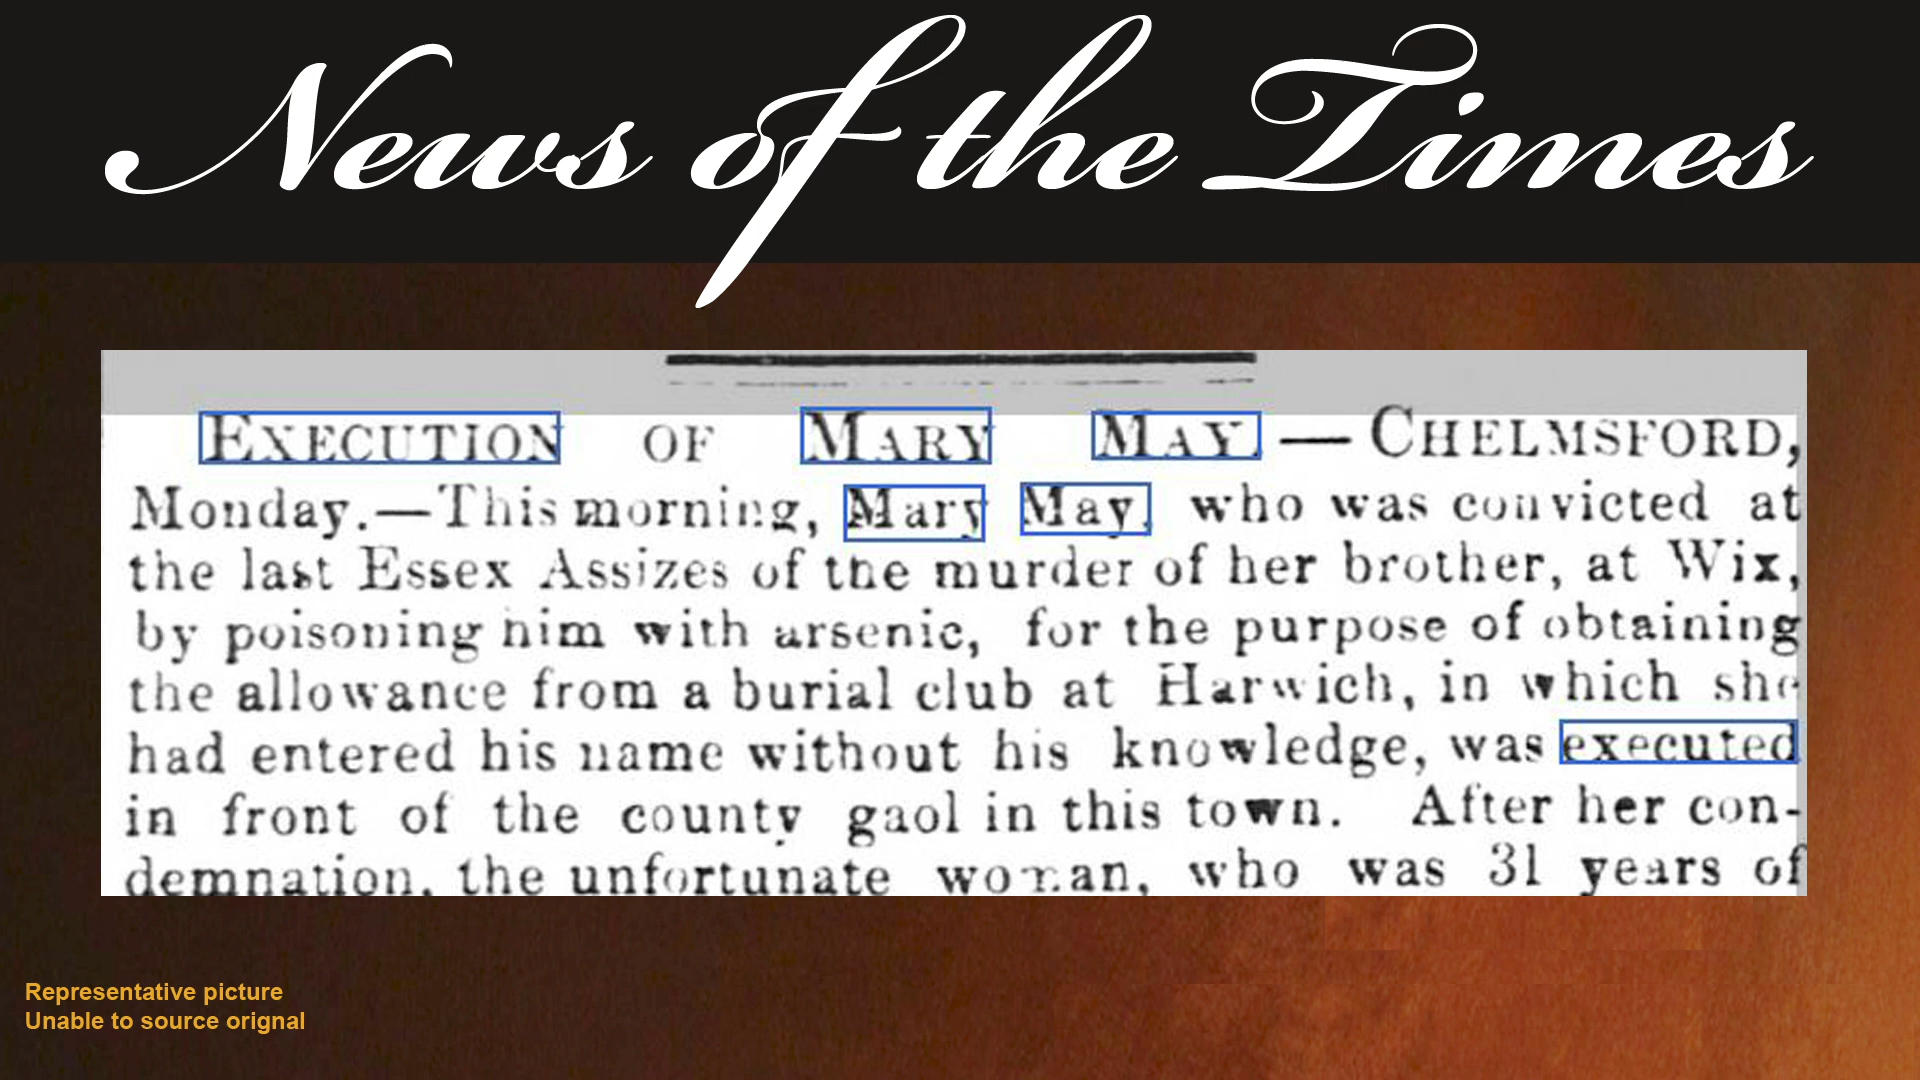 News of the Times
EXECUTION OF MARY MAY.—CHELMSFORD,
Monday.—This morning, Mary May, who was convicted at
the last Essex Assizes of the murder of her brother, at Wix,
by poisoning him with arsenic, for the purpose of obtaining
the allowance from a burial club at Harwich, in which she
had entered his name without his knowledge, was executed
in front of the county gaol in this town. After her con-
demnation, the unfortunate woman, who was 31 years of
Representative picture
Unable to source orignal